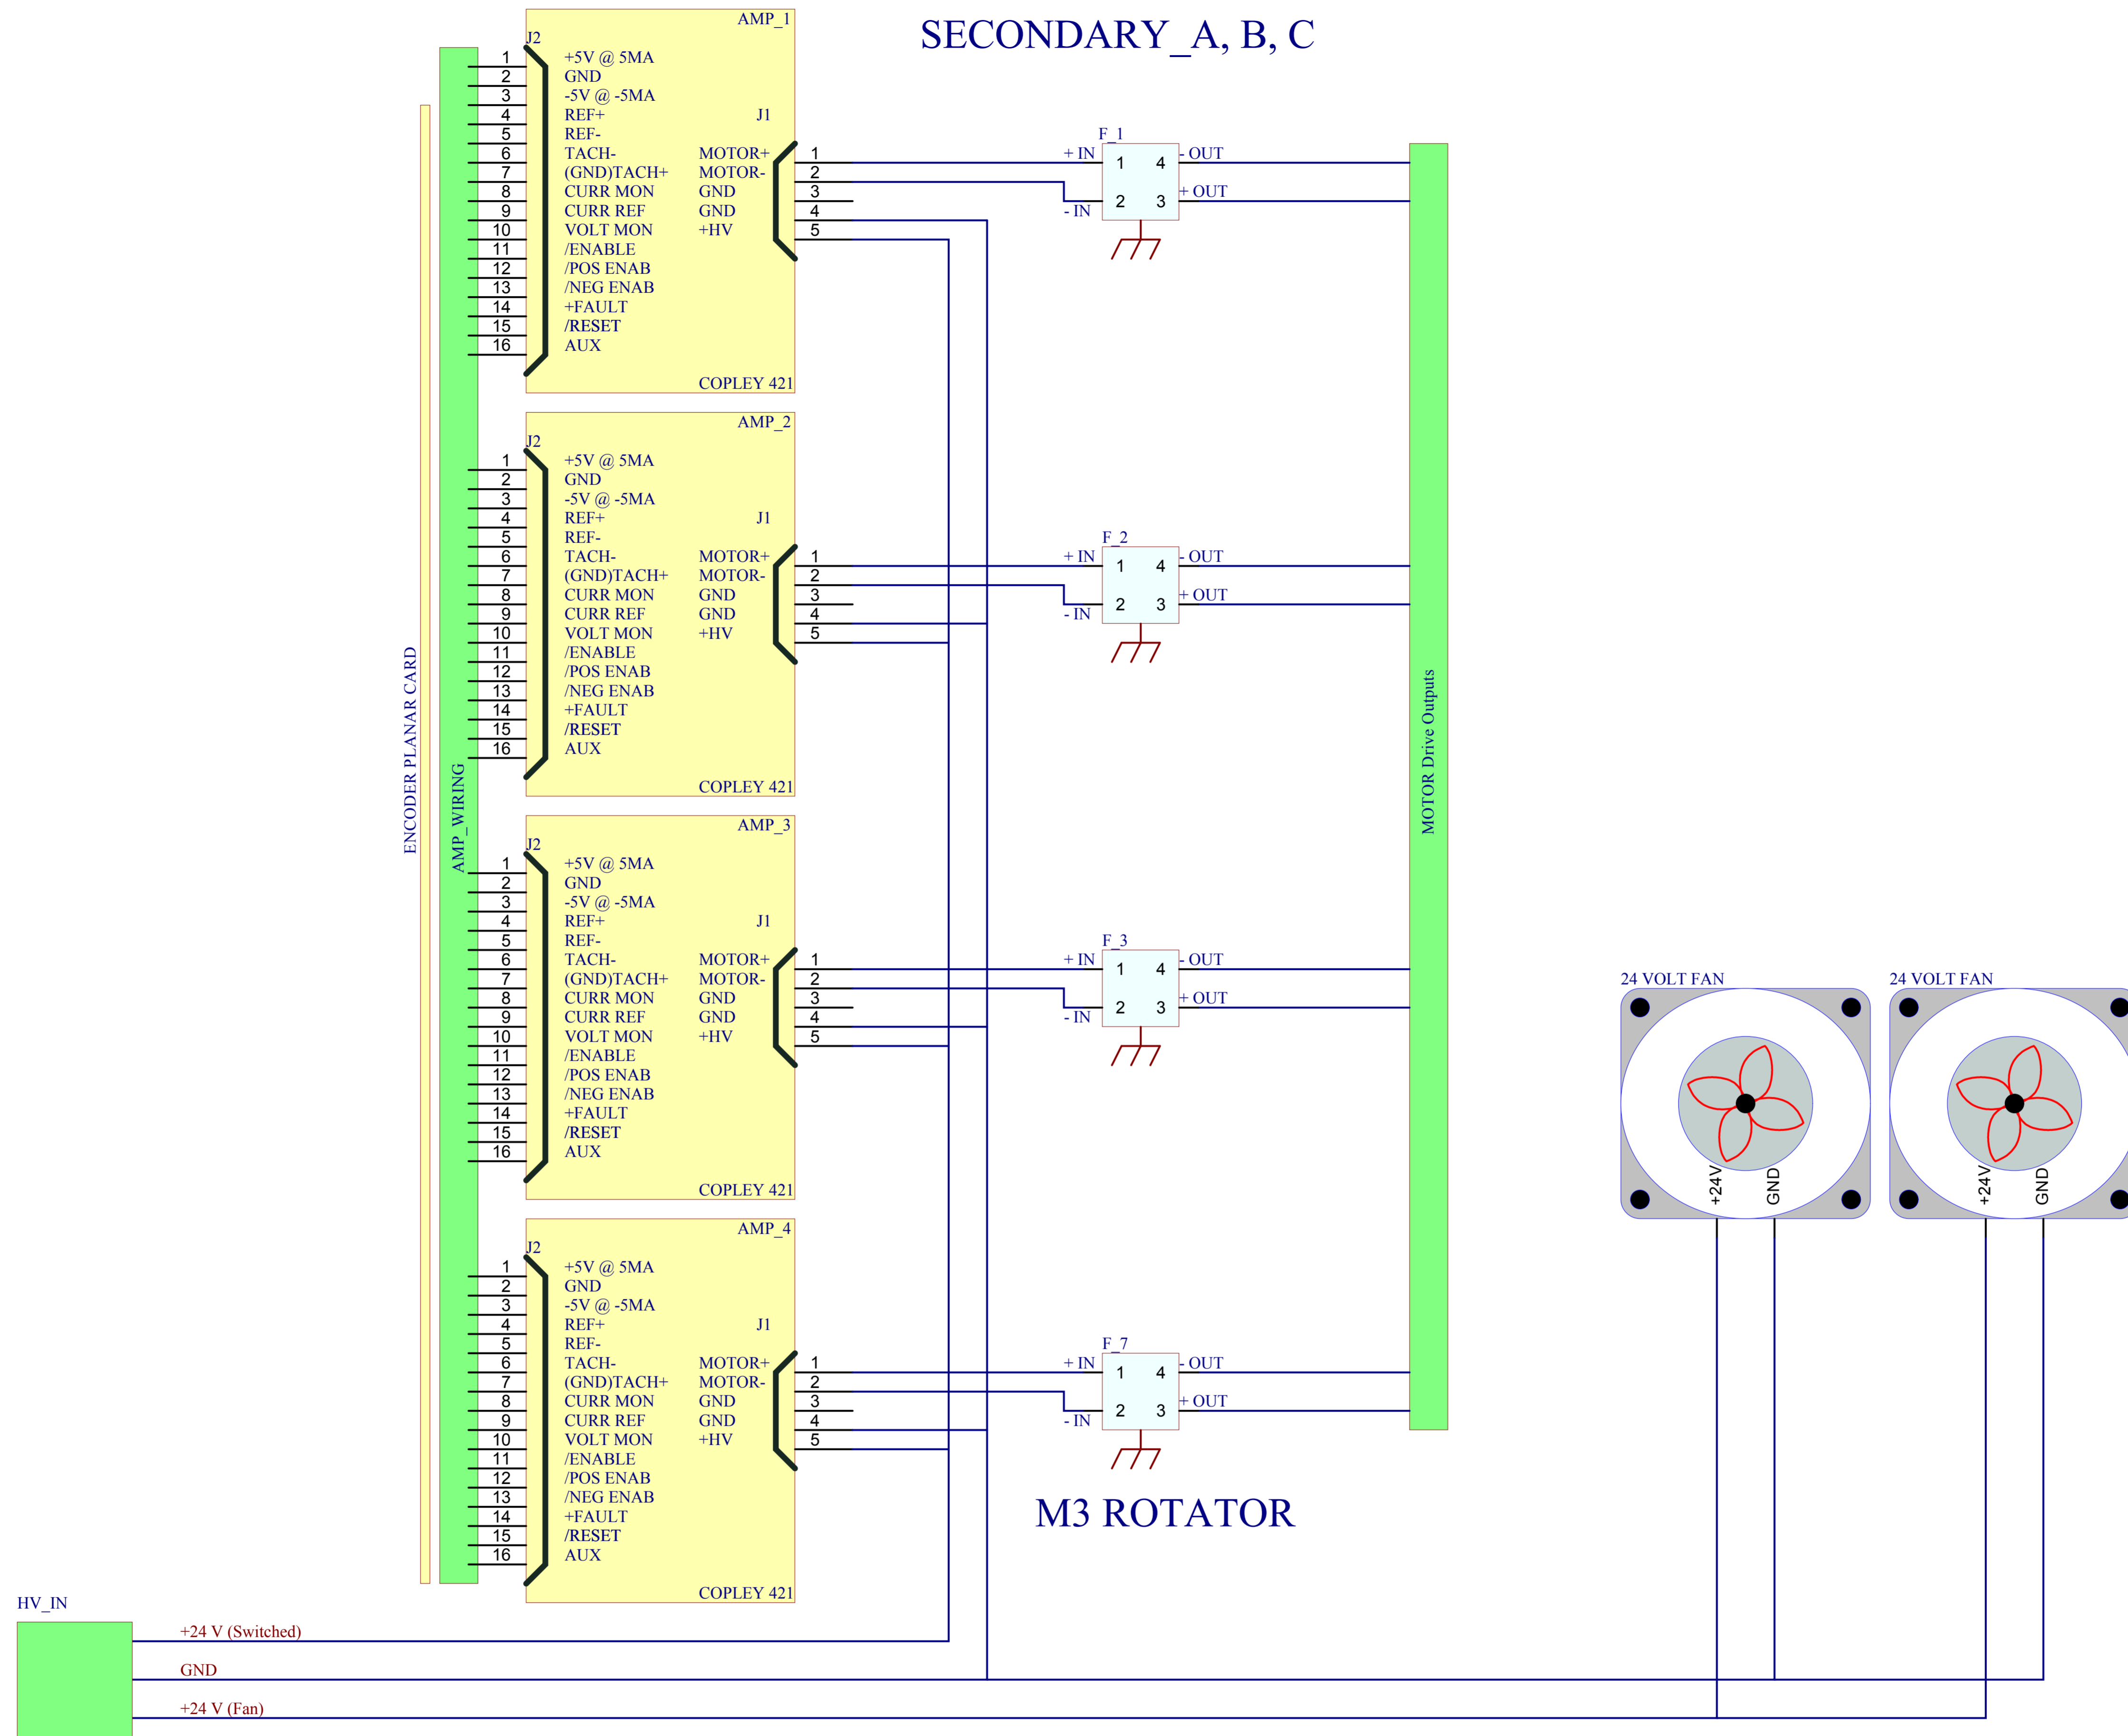 SECONDARY_A, B, C
ENCODER PLANAR CARD
AMP_WIRING
AMP_1
J2
1 +5V @ 5MA
2 GND
3 -5V @ -5MA
4 REF+ J1
5 REF-
6 TACH- MOTOR+ 1
7 (GND)TACH+ MOTOR- 2
8 CURR MON GND 3
9 CURR REF GND 4
10 VOLT MON +HV 5
11 /ENABLE
12 /POS ENAB
13 /NEG ENAB
14 +FAULT
15 /RESET
16 AUX
COPLEY 421
F_1
+ IN 1 4 - OUT
- IN 2 3 + OUT
AMP_2
J2
1 +5V @ 5MA
2 GND
3 -5V @ -5MA
4 REF+ J1
5 REF-
6 TACH- MOTOR+ 1
7 (GND)TACH+ MOTOR- 2
8 CURR MON GND 3
9 CURR REF GND 4
10 VOLT MON +HV 5
11 /ENABLE
12 /POS ENAB
13 /NEG ENAB
14 +FAULT
15 /RESET
16 AUX
COPLEY 421
F_2
+ IN 1 4 - OUT
- IN 2 3 + OUT
MOTOR Drive Outputs
AMP_3
J2
1 +5V @ 5MA
2 GND
3 -5V @ -5MA
4 REF+ J1
5 REF-
6 TACH- MOTOR+ 1
7 (GND)TACH+ MOTOR- 2
8 CURR MON GND 3
9 CURR REF GND 4
10 VOLT MON +HV 5
11 /ENABLE
12 /POS ENAB
13 /NEG ENAB
14 +FAULT
15 /RESET
16 AUX
COPLEY 421
F_3
+ IN 1 4 - OUT
- IN 2 3 + OUT
24 VOLT FAN
+24V GND
24 VOLT FAN
+24V GND
AMP_4
J2
1 +5V @ 5MA
2 GND
3 -5V @ -5MA
4 REF+ J1
5 REF-
6 TACH- MOTOR+ 1
7 (GND)TACH+ MOTOR- 2
8 CURR MON GND 3
9 CURR REF GND 4
10 VOLT MON +HV 5
11 /ENABLE
12 /POS ENAB
13 /NEG ENAB
14 +FAULT
15 /RESET
16 AUX
COPLEY 421
F_7
+ IN 1 4 - OUT
- IN 2 3 + OUT
M3 ROTATOR
HV_IN
+24 V (Switched)
GND
+24 V (Fan)